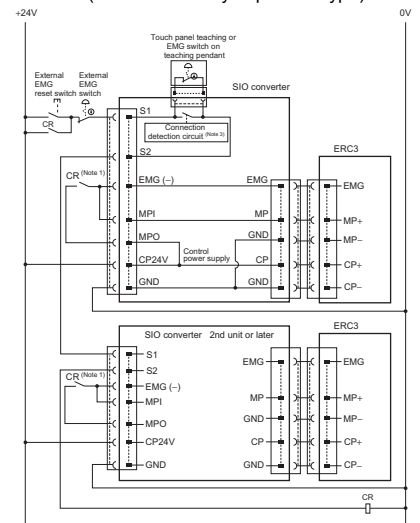 +24V
0V
Touch panel teaching or
EMG switch on
teaching pendant
External
EMG
reset switch
External
EMG
switch
SIO converter
S1
Connection
detection circuit (Note 3)
S2
ERC3
CR (Note 1)
EMG (–)
EMG
EMG
MPI
MP
MP+
MPO
GND
MP–
Control
power supply
CP24V
CP
CP+
GND
GND
CP–
SIO converter 2nd unit or later
ERC3
S1
EMG
EMG
S2
CR (Note 1)
EMG (–)
MPI
MP
MP+
MPO
GND
MP–
CP24V
CP
CP+
GND
GND
CP–
CR